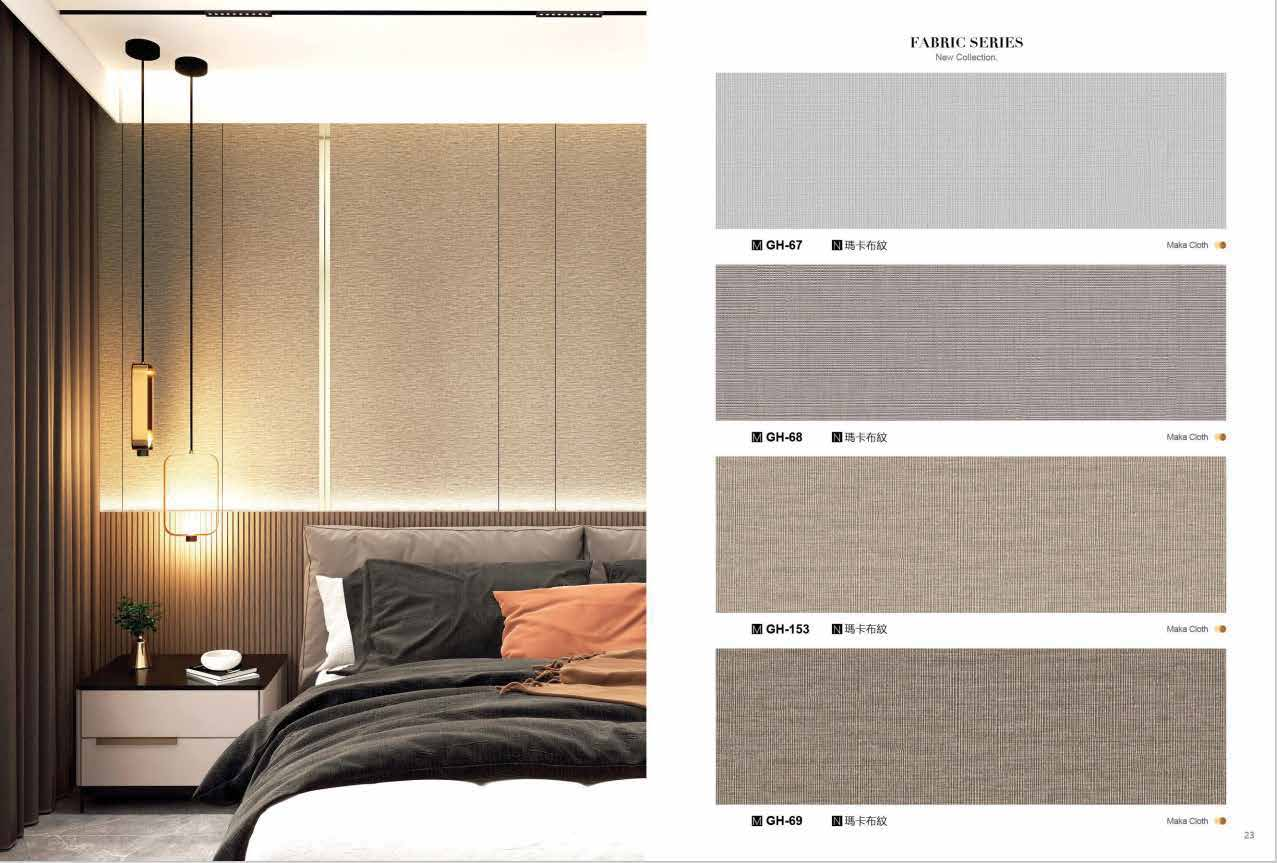 FABRIC SERIES
New Collection.
M GH-67 N 瑪卡布紋 Maka Cloth
M GH-68 N 瑪卡布紋 Maka Cloth
M GH-153 N 瑪卡布紋 Maka Cloth
M GH-69 N 瑪卡布紋 Maka Cloth
23